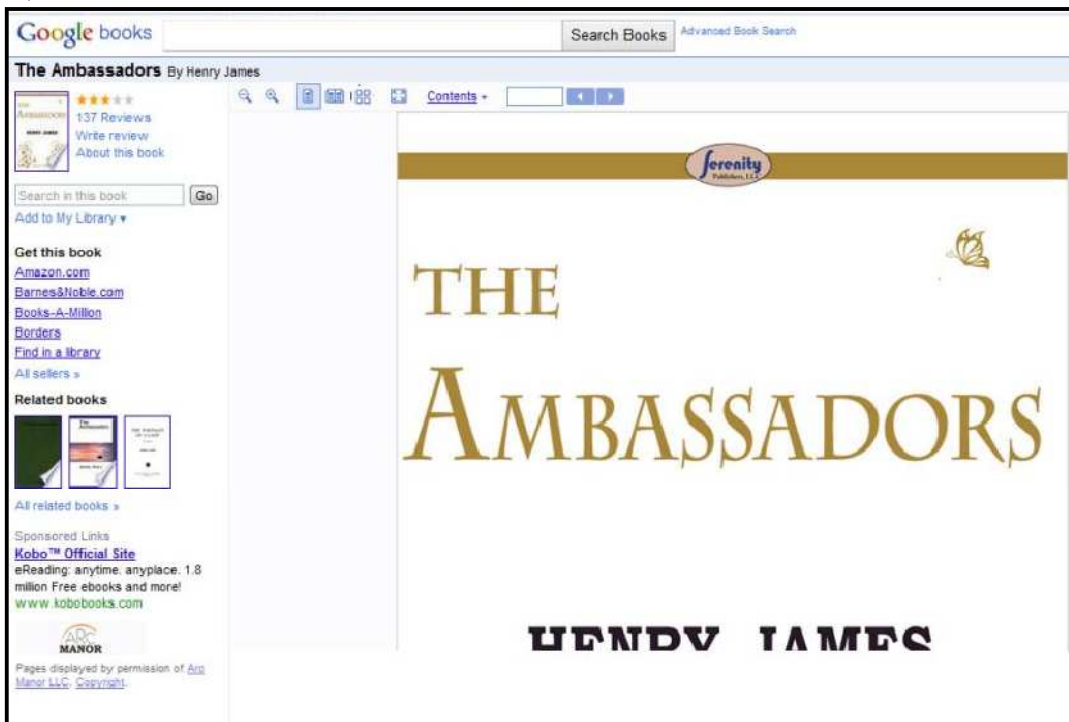 Google books
Search Books
Advanced Book Search
The Ambassadors By Henry James
137 Reviews
Write review
About this book
Contents
Search in this book
Go
Add to My Library
Get this book
Amazon.com
Barnes&Noble.com
Books-A-Million
Borders
Find in a library
All sellers »
Related books
All related books »
Sponsored Links
Kobo™ Official Site
eReading: anytime. anyplace. 1.8
million Free ebooks and more!
www.kobobooks.com
ARC
MANOR
Pages displayed by permission of Arc
Manor LLC. Copyright.
Serenity
Publishers, LLC
THE
AMBASSADORS
HENRY JAMES